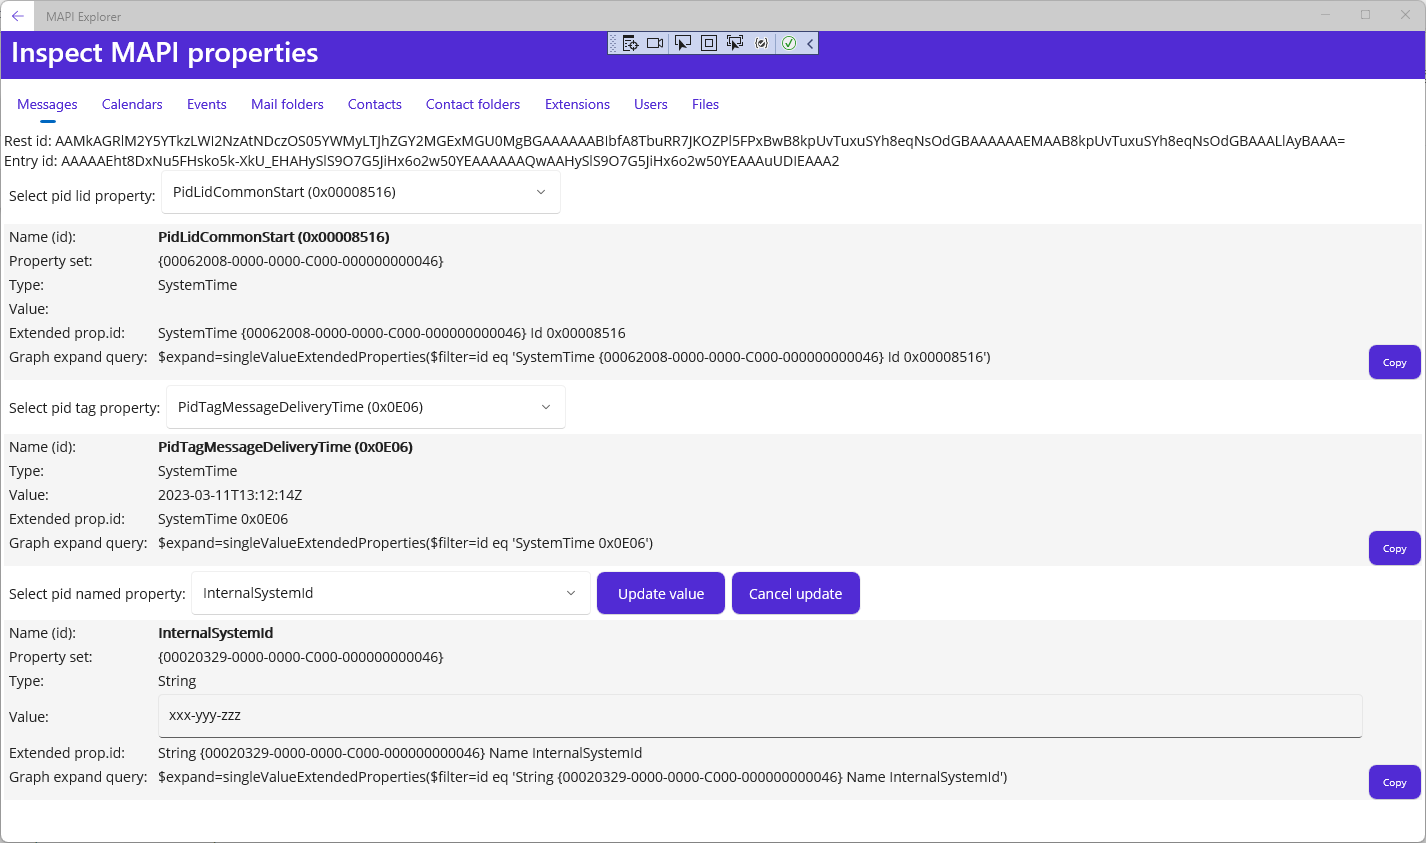 MAPI Explorer
Inspect MAPI properties
Messages Calendars Events Mail folders Contacts Contact folders Extensions Users Files
Rest id: AAMkAGRlM2Y5YTkzLWI2NzAtNDczOS05YWMyLTJhZGY2MGExMGU0MgBGAAAAAABIbfA8TbuRR7JKOZPl5FPxBwB8kpUvTuxuSYh8eqNsOdGBAAAAAAEMAAB8kpUvTuxuSYh8eqNsOdGBAAALlAyBAAA=
Entry id: AAAAAEht8DxNu5FHsko5k-XkU_EHAHySlS9O7G5JiHx6o2w50YEAAAAAAQwAAHySlS9O7G5JiHx6o2w50YEAAAuUDIEAAA2
Select pid lid property: PidLidCommonStart (0x00008516)
Name (id): PidLidCommonStart (0x00008516)
Property set: {00062008-0000-0000-C000-000000000046}
Type: SystemTime
Value:
Extended prop.id: SystemTime {00062008-0000-0000-C000-000000000046} Id 0x00008516
Graph expand query: $expand=singleValueExtendedProperties($filter=id eq 'SystemTime {00062008-0000-0000-C000-000000000046} Id 0x00008516') Copy
Select pid tag property: PidTagMessageDeliveryTime (0x0E06)
Name (id): PidTagMessageDeliveryTime (0x0E06)
Type: SystemTime
Value: 2023-03-11T13:12:14Z
Extended prop.id: SystemTime 0x0E06
Graph expand query: $expand=singleValueExtendedProperties($filter=id eq 'SystemTime 0x0E06') Copy
Select pid named property: InternalSystemId Update value Cancel update
Name (id): InternalSystemId
Property set: {00020329-0000-0000-C000-000000000046}
Type: String
Value: xxx-yyy-zzz
Extended prop.id: String {00020329-0000-0000-C000-000000000046} Name InternalSystemId
Graph expand query: $expand=singleValueExtendedProperties($filter=id eq 'String {00020329-0000-0000-C000-000000000046} Name InternalSystemId') Copy